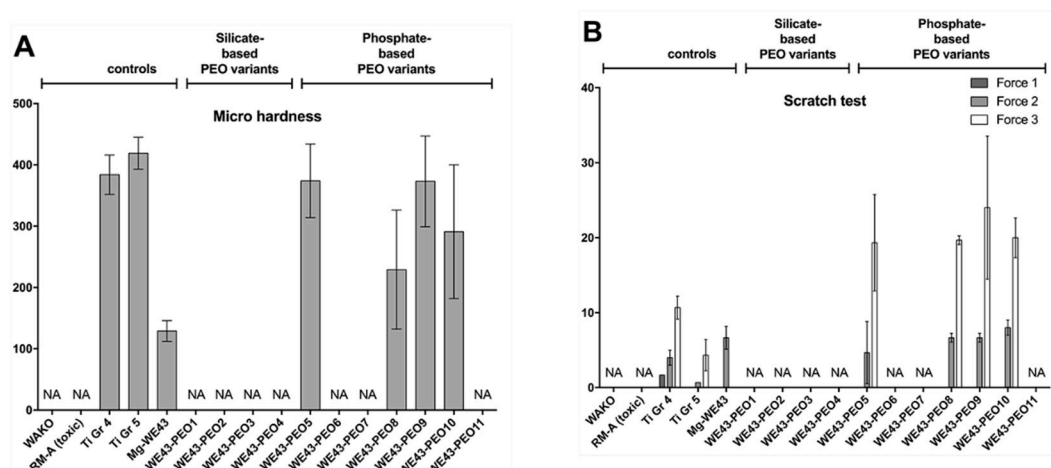 A
controls
Silicate-
based
PEO variants
Phosphate-
based
PEO variants
Micro hardness
500
400
300
200
100
0
NA NA NA NA NA NA NA NA NA
WAKO
RM-A (toxic)
Ti Gr 4
Ti Gr 5
Mg-WE43
WE43-PEO1
WE43-PEO2
WE43-PEO3
WE43-PEO4
WE43-PEO5
WE43-PEO6
WE43-PEO7
WE43-PEO8
WE43-PEO9
WE43-PEO10
WE43-PEO11
B
controls
Silicate-
based
PEO variants
Phosphate-
based
PEO variants
Scratch test
Force 1
Force 2
Force 3
40
30
20
10
0
NA NA NA NA NA NA NA NA NA
WAKO
RM-A (toxic)
Ti Gr 4
Ti Gr 5
Mg-WE43
WE43-PEO1
WE43-PEO2
WE43-PEO3
WE43-PEO4
WE43-PEO5
WE43-PEO6
WE43-PEO7
WE43-PEO8
WE43-PEO9
WE43-PEO10
WE43-PEO11